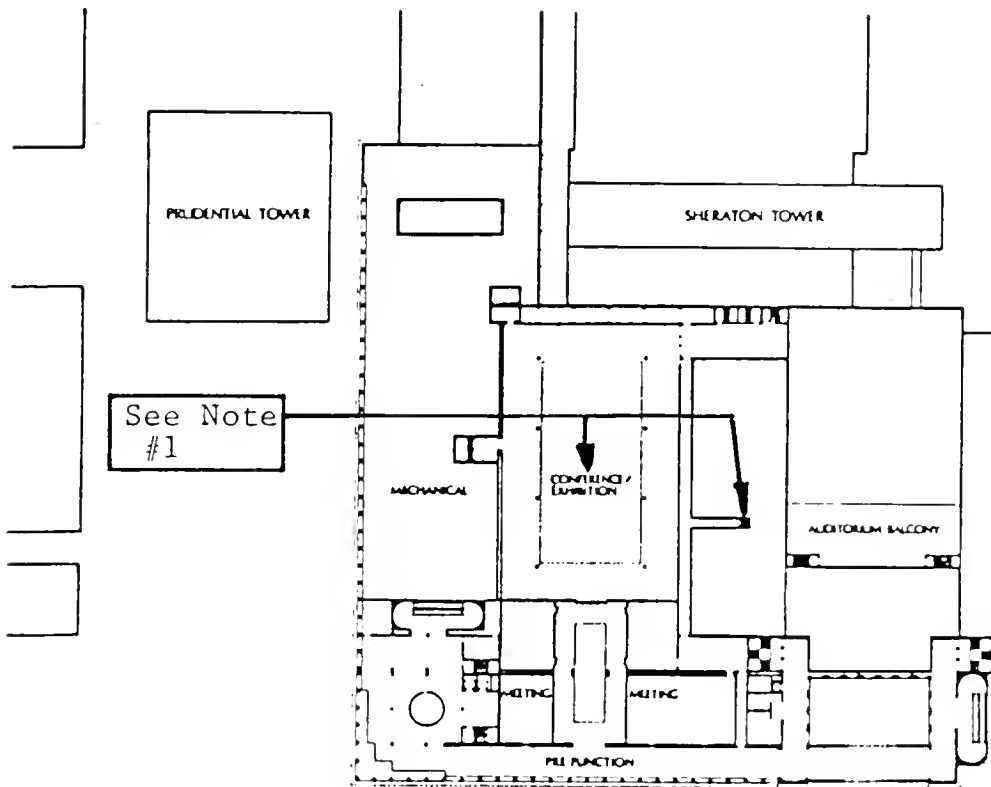 PRUDENTIAL TOWER
SHERATON TOWER
See Note
#1
MECHANICAL
CONFERENCE /
EXHIBITION
AUDITORIUM BALCONY
MEETING
MEETING
PRE FUNCTION